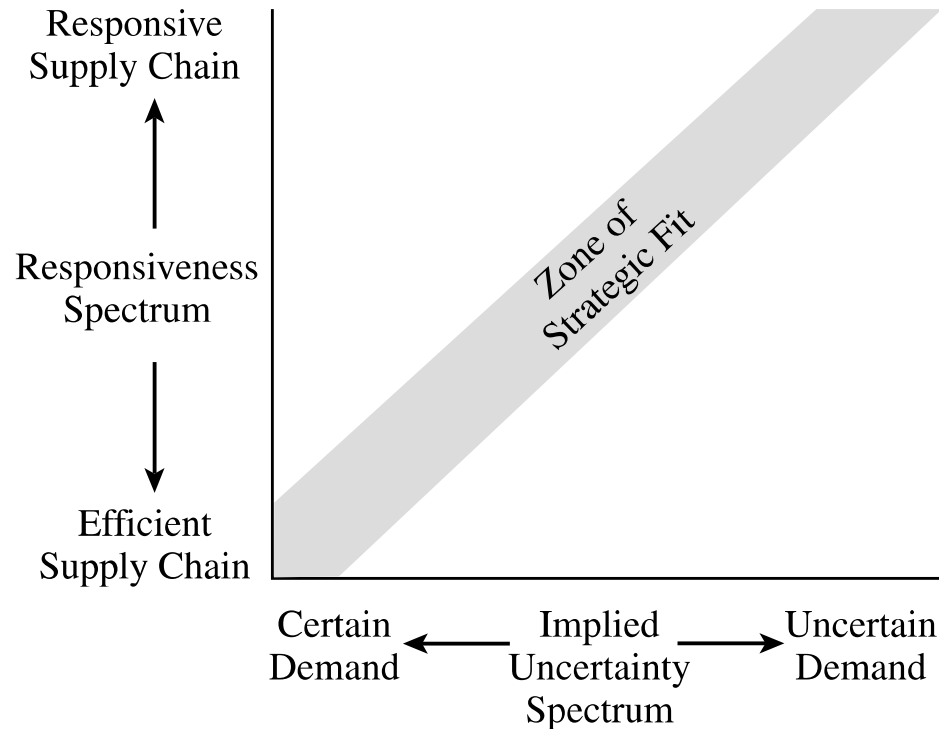 Responsive
Supply Chain
Responsiveness
Spectrum
Efficient
Supply Chain
Zone of
Strategic Fit
Certain
Demand
Implied
Uncertainty
Spectrum
Uncertain
Demand